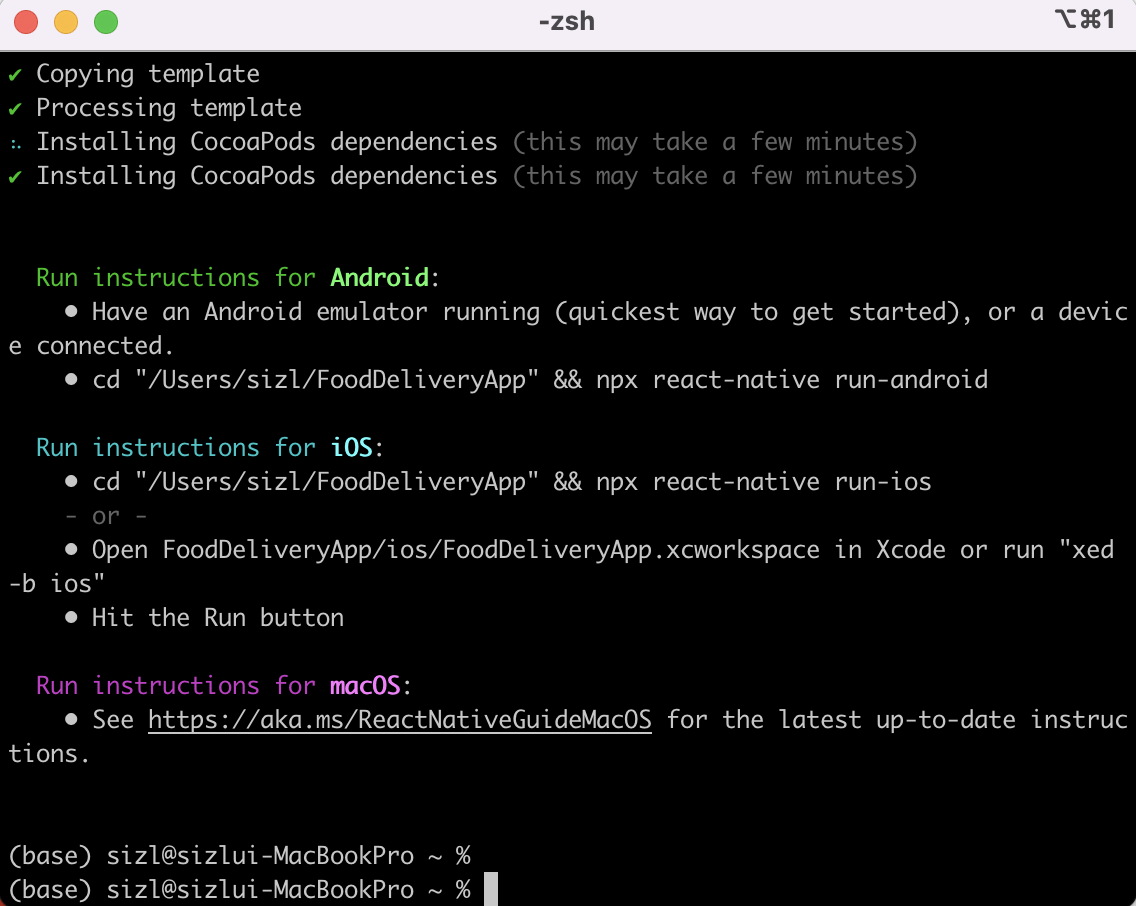 -zsh
⌥⌘1
✔ Copying template
✔ Processing template
⠢ Installing CocoaPods dependencies (this may take a few minutes)
✔ Installing CocoaPods dependencies (this may take a few minutes)
Run instructions for Android:
• Have an Android emulator running (quickest way to get started), or a devic
e connected.
• cd "/Users/sizl/FoodDeliveryApp" && npx react-native run-android
Run instructions for iOS:
• cd "/Users/sizl/FoodDeliveryApp" && npx react-native run-ios
- or -
• Open FoodDeliveryApp/ios/FoodDeliveryApp.xcworkspace in Xcode or run "xed
-b ios"
• Hit the Run button
Run instructions for macOS:
• See https://aka.ms/ReactNativeGuideMacOS for the latest up-to-date instruc
tions.
(base) sizl@sizlui-MacBookPro ~ %
(base) sizl@sizlui-MacBookPro ~ %